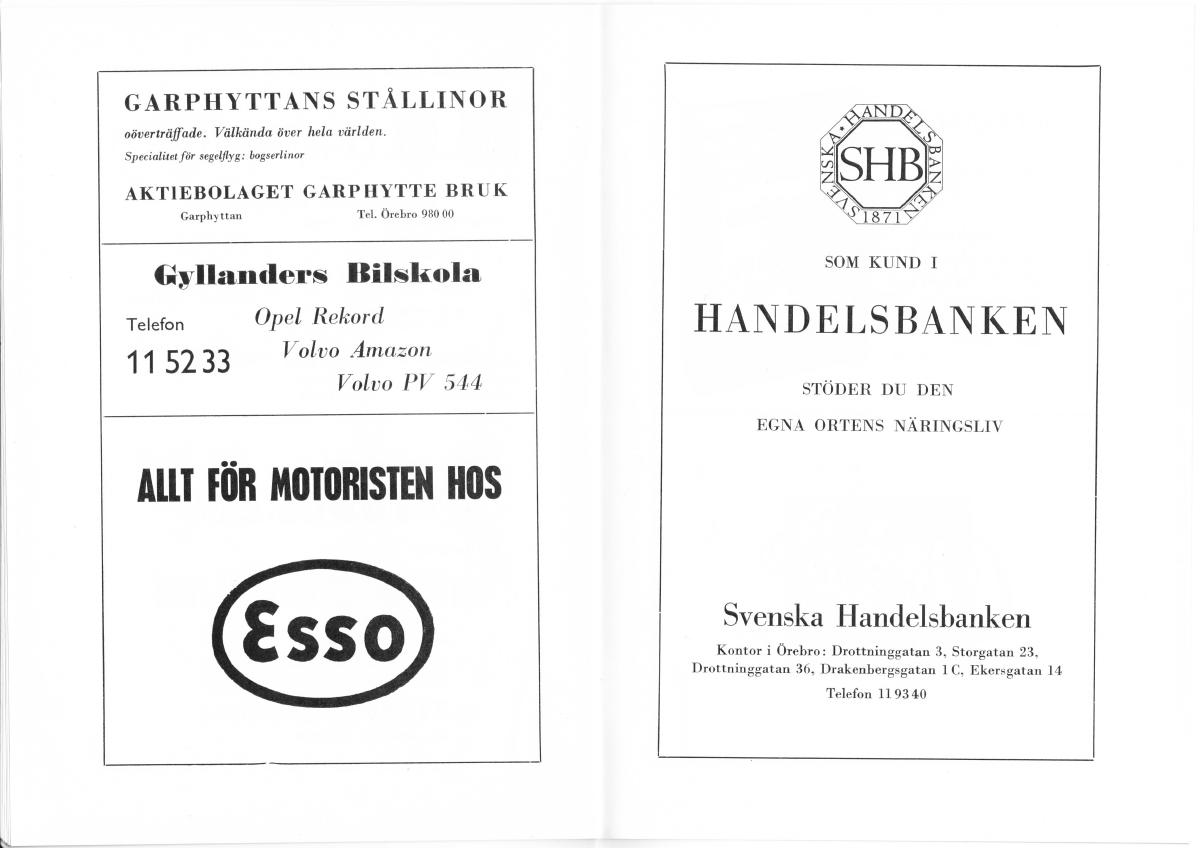 GARPHYTTANS STÅLLINOR
oöverträffade. Välkända över hela världen.
Specialitet för segelflyg: bogserlinor
AKTIEBOLAGET GARPHYTTE BRUK
Garphyttan Tel. Örebro 980 00
Gyllanders Bilskola
Telefon
11 52 33
Opel Rekord
Volvo Amazon
Volvo PV 544
ALLT FÖR MOTORISTEN HOS
Esso
SVENSKA · HANDELSBANKEN
SHB
1871
SOM KUND I
HANDELSBANKEN
STÖDER DU DEN
EGNA ORTENS NÄRINGSLIV
Svenska Handelsbanken
Kontor i Örebro: Drottninggatan 3, Storgatan 23,
Drottninggatan 36, Drakenbergsgatan 1 C, Ekersgatan 14
Telefon 11 93 40